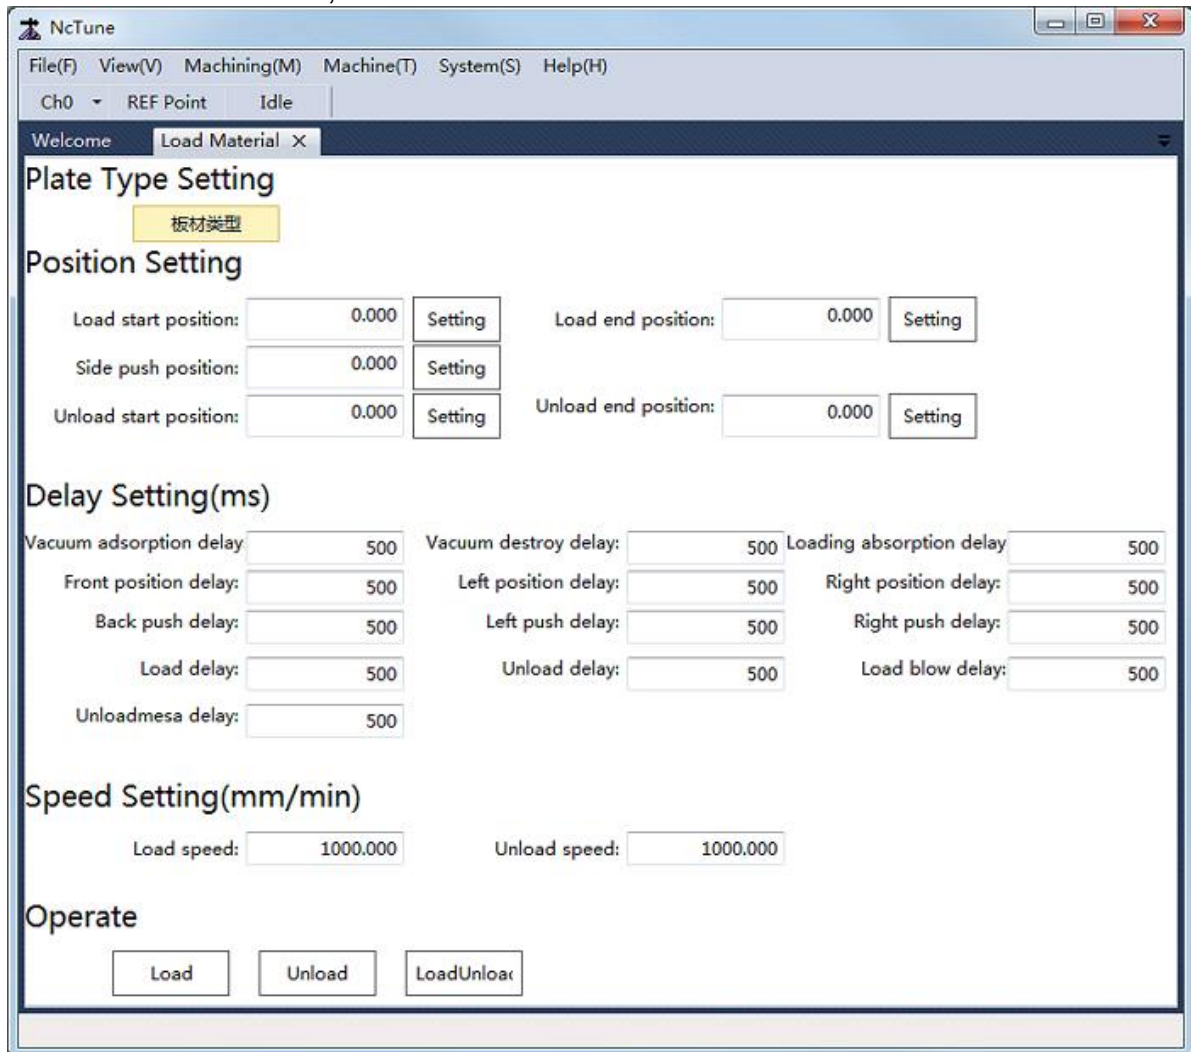 NcTune
File(F) View(V) Machining(M) Machine(T) System(S) Help(H)
Ch0 REF Point Idle
Welcome Load Material X
Plate Type Setting
板材类型
Position Setting
Load start position: 0.000 Setting Load end position: 0.000 Setting
Side push position: 0.000 Setting
Unload start position: 0.000 Setting Unload end position: 0.000 Setting
Delay Setting(ms)
Vacuum adsorption delay 500 Vacuum destroy delay: 500 Loading absorption delay 500
Front position delay: 500 Left position delay: 500 Right position delay: 500
Back push delay: 500 Left push delay: 500 Right push delay: 500
Load delay: 500 Unload delay: 500 Load blow delay: 500
Unloadmesa delay: 500
Speed Setting(mm/min)
Load speed: 1000.000 Unload speed: 1000.000
Operate
Load Unload LoadUnloa